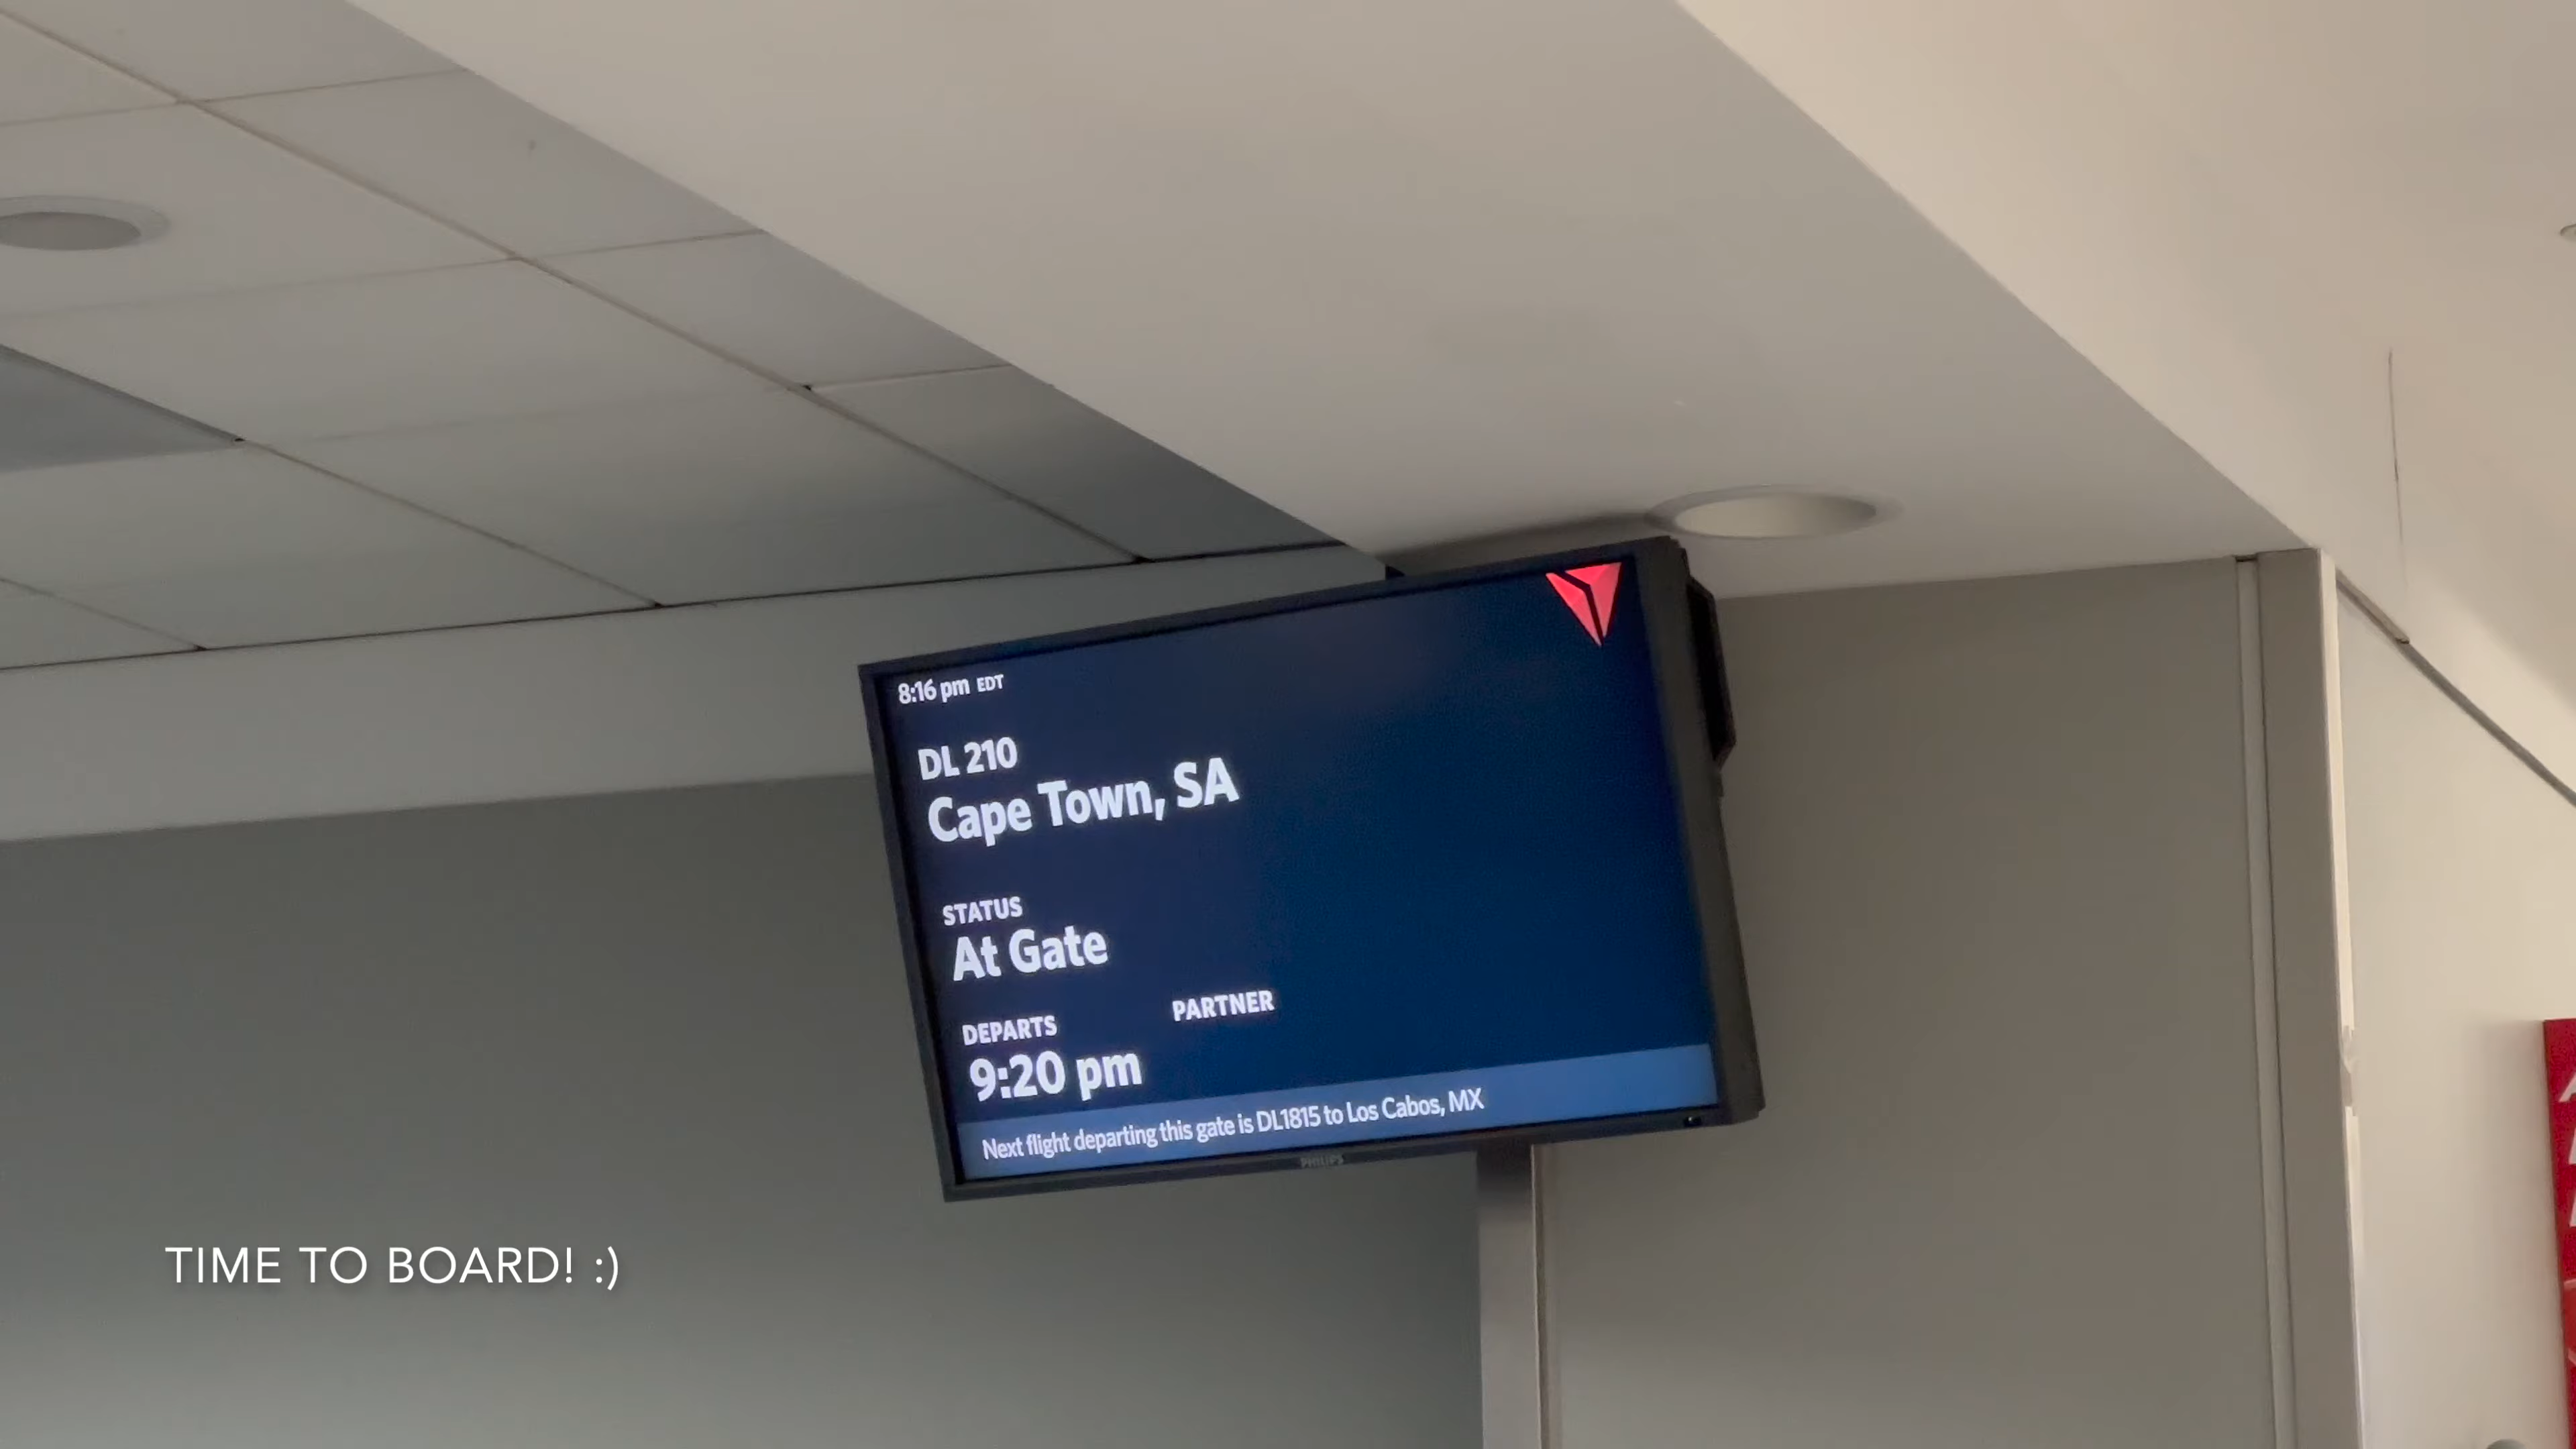 8:16 pm EDT
DL 210
Cape Town, SA
STATUS
At Gate
DEPARTS
PARTNER
9:20 pm
Next flight departing this gate is DL1815 to Los Cabos, MX
PHILIPS
TIME TO BOARD! :)